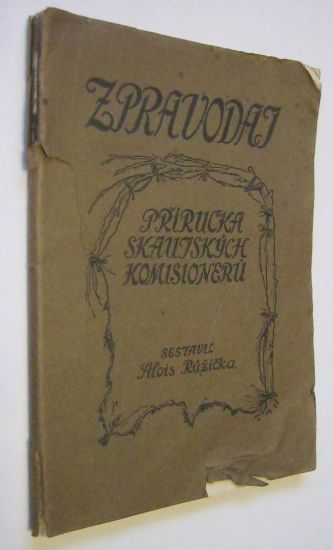 ZPRAVODAJ
PŘÍRUČKA
SKAUTSKÝCH
KOMISIONERŮ
SESTAVIL
Alois Růžička.